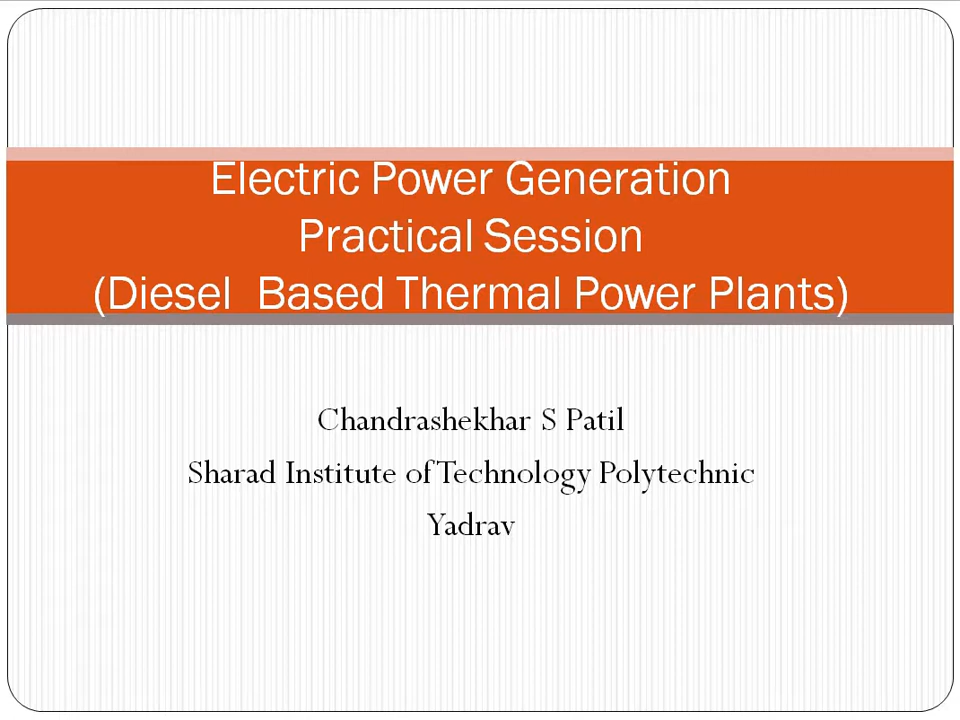 Electric Power Generation
Practical Session
(Diesel  Based Thermal Power Plants)
Chandrashekhar S Patil
Sharad Institute of Technology Polytechnic
Yadrav